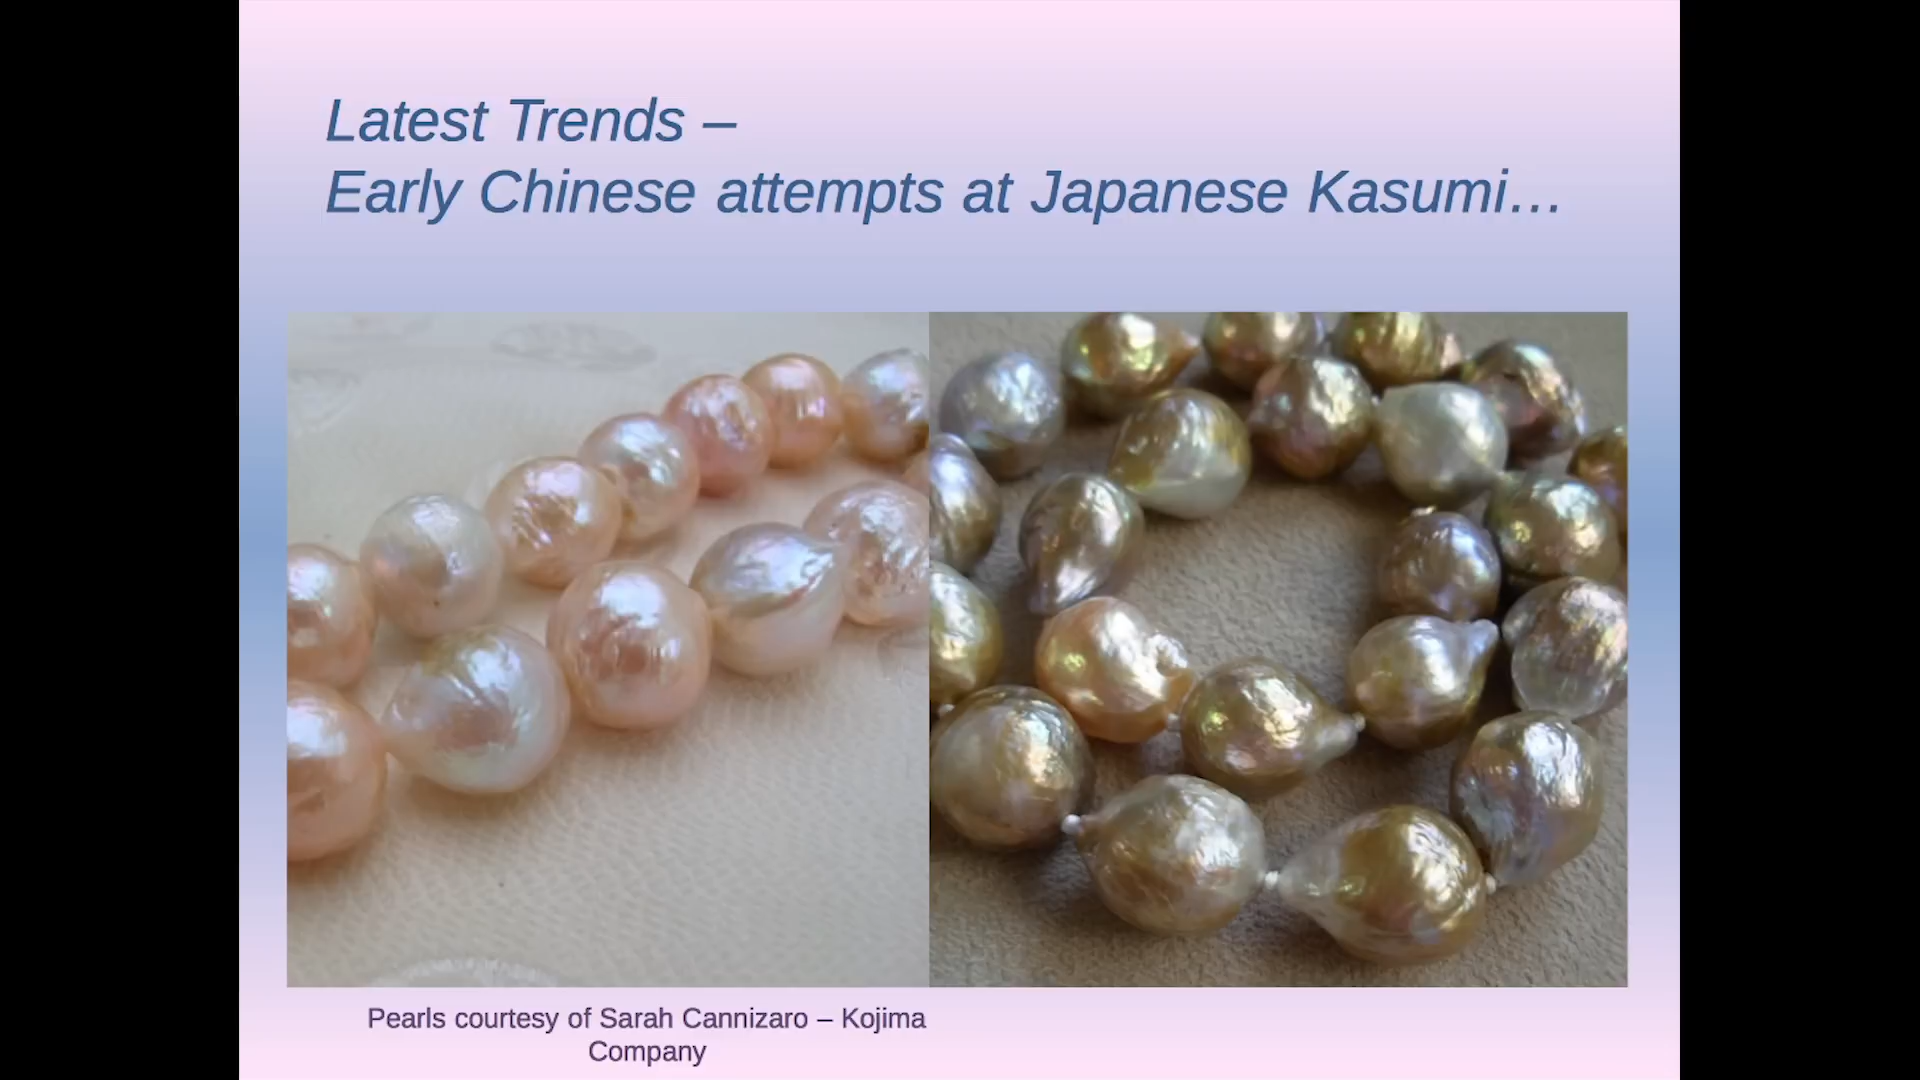 Latest Trends –
Early Chinese attempts at Japanese Kasumi…
Pearls courtesy of Sarah Cannizaro – Kojima
Company